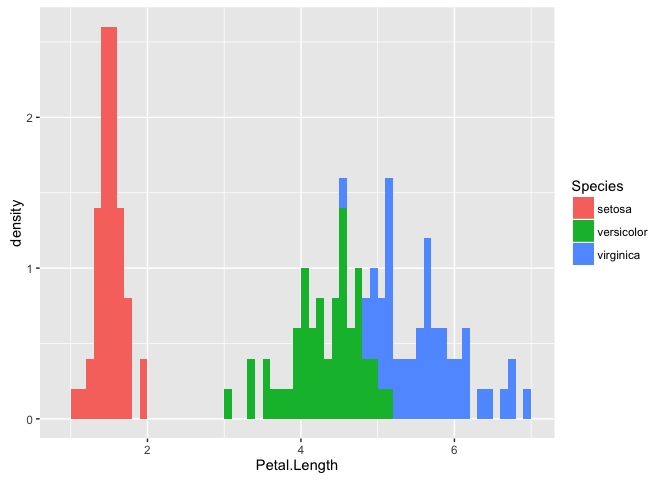 density
2
1
0
2
4
6
Petal.Length
Species
setosa
versicolor
virginica